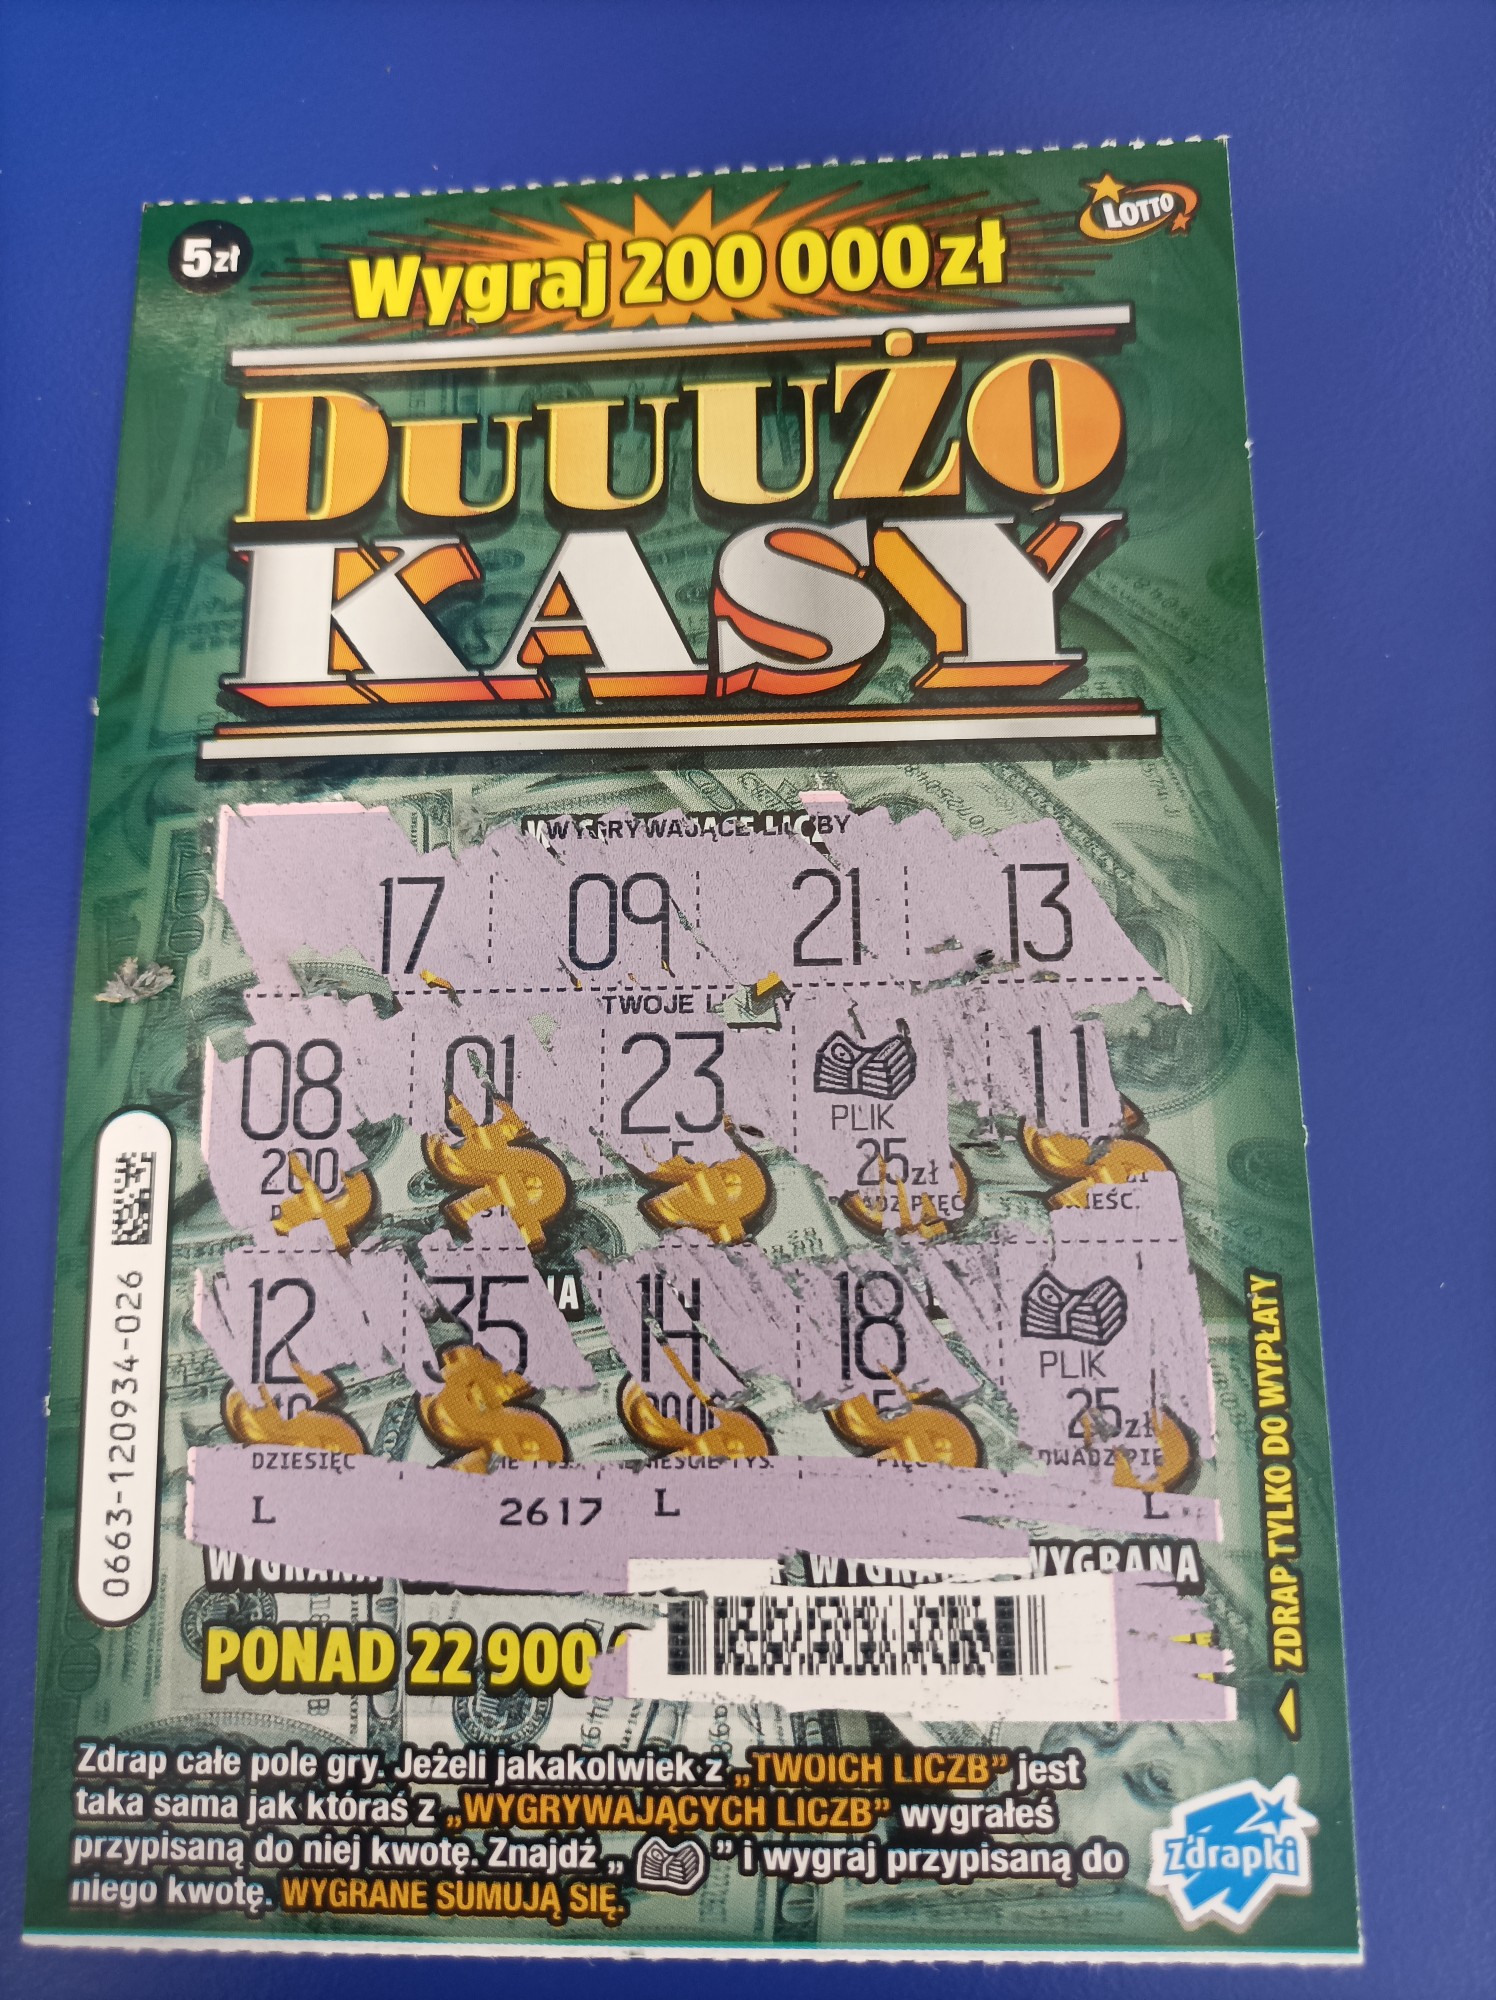 5zł
LOTTO
Wygraj 200 000 zł
DUUUŻO
KASY
WYGRYWAJĄCE LICZBY
17 09 21 13
TWOJE
08 01 23 11
PLIK
200 25zł
12 35 14 18
PLIK
25zł
DZIESIĘĆ
L 2617 L L
WYGRANA
PONAD 22 900
0663-120934-026
ZDRAP TYLKO DO WYPŁATY
Zdrap całe pole gry. Jeżeli jakakolwiek z „TWOICH LICZB” jest
taka sama jak któraś z „WYGRYWAJĄCYCH LICZB” wygrałeś
przypisaną do niej kwotę. Znajdź „ ” i wygraj przypisaną do
niego kwotę. WYGRANE SUMUJĄ SIĘ.
Zdrapki